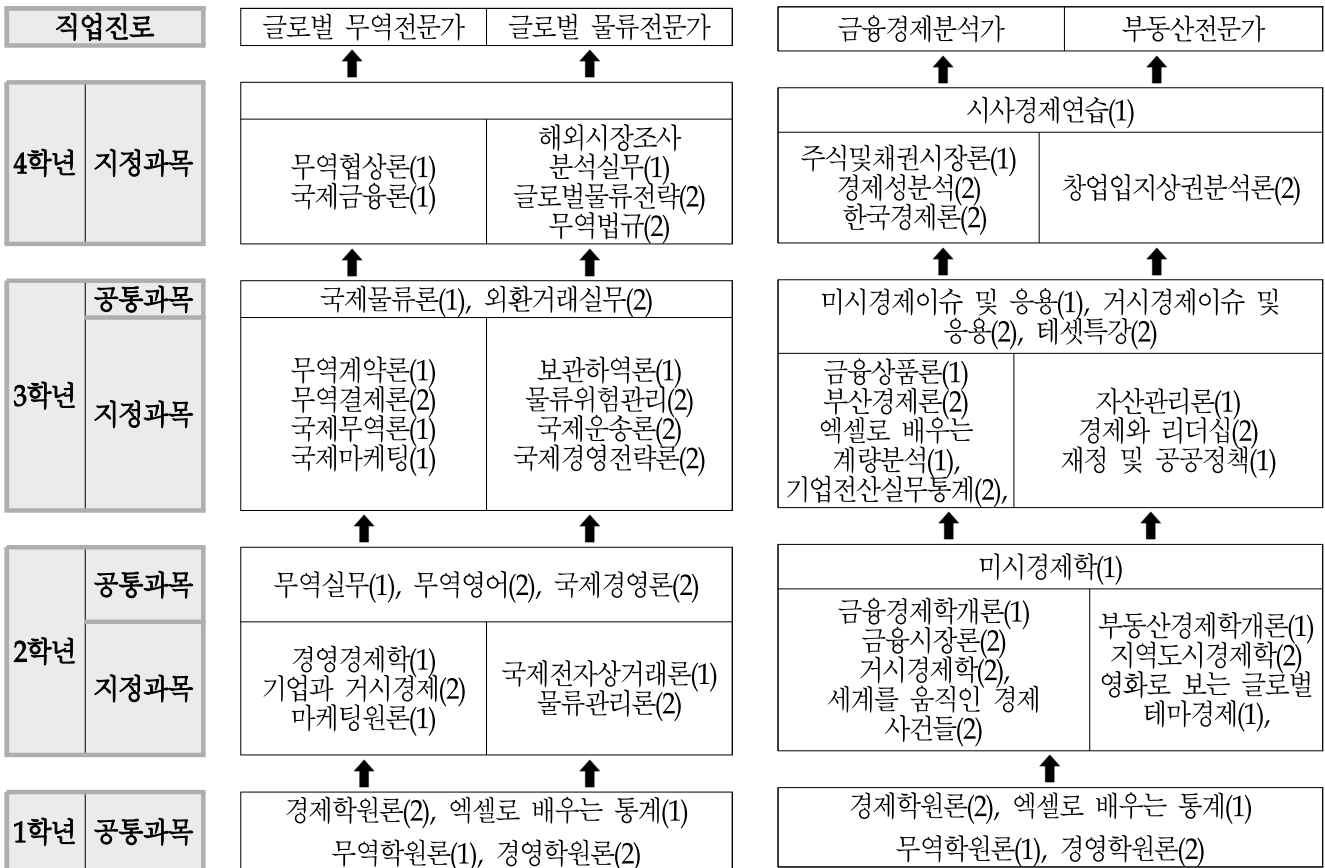 직업진로
글로벌 무역전문가
글로벌 물류전문가
금융경제분석가
부동산전문가
4학년
지정과목
무역협상론(1)
국제금융론(1)
해외시장조사
분석실무(1)
글로벌물류전략(2)
무역법규(2)
시사경제연습(1)
주식및채권시장론(1)
경제성분석(2)
한국경제론(2)
창업입지상권분석론(2)
3학년
공통과목
국제물류론(1), 외환거래실무(2)
미시경제이슈 및 응용(1), 거시경제이슈 및
응용(2), 테셋특강(2)
지정과목
무역계약론(1)
무역결제론(2)
국제무역론(1)
국제마케팅(1)
보관하역론(1)
물류위험관리(2)
국제운송론(2)
국제경영전략론(2)
금융상품론(1)
부산경제론(2)
엑셀로 배우는
계량분석(1),
기업전산실무통계(2),
자산관리론(1)
경제와 리더십(2)
재정 및 공공정책(1)
2학년
공통과목
무역실무(1), 무역영어(2), 국제경영론(2)
미시경제학(1)
지정과목
경영경제학(1)
기업과 거시경제(2)
마케팅원론(1)
국제전자상거래론(1)
물류관리론(2)
금융경제학개론(1)
금융시장론(2)
거시경제학(2),
세계를 움직인 경제
사건들(2)
부동산경제학개론(1)
지역도시경제학(2)
영화로 보는 글로벌
테마경제(1),
1학년
공통과목
경제학원론(2), 엑셀로 배우는 통계(1)
무역학원론(1), 경영학원론(2)
경제학원론(2), 엑셀로 배우는 통계(1)
무역학원론(1), 경영학원론(2)